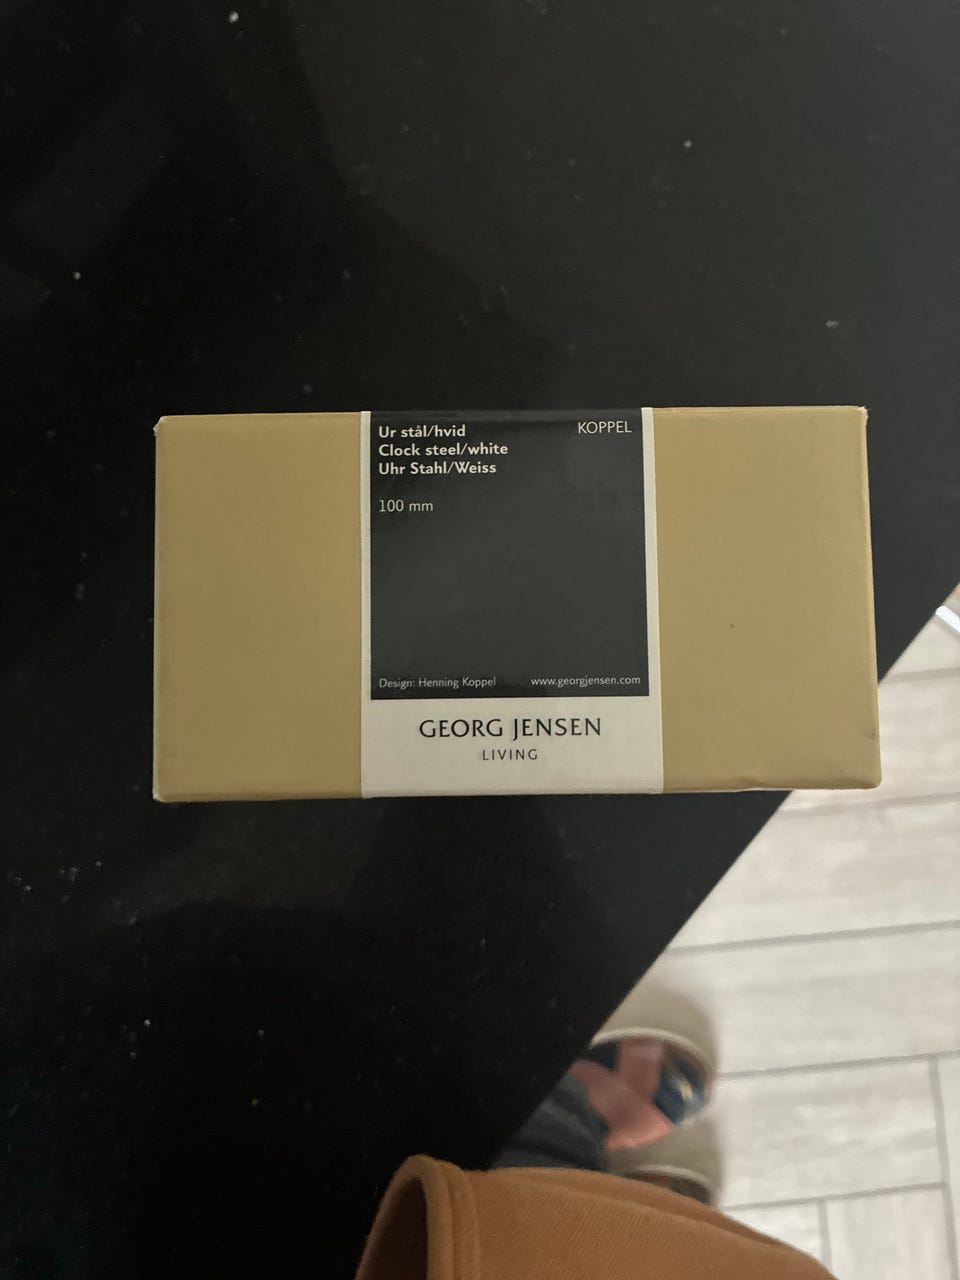 Ur stål/hvid
KOPPEL
Clock steel/white
Uhr Stahl/Weiss
100 mm
Design: Henning Koppel
www.georgjensen.com
GEORG JENSEN
LIVING